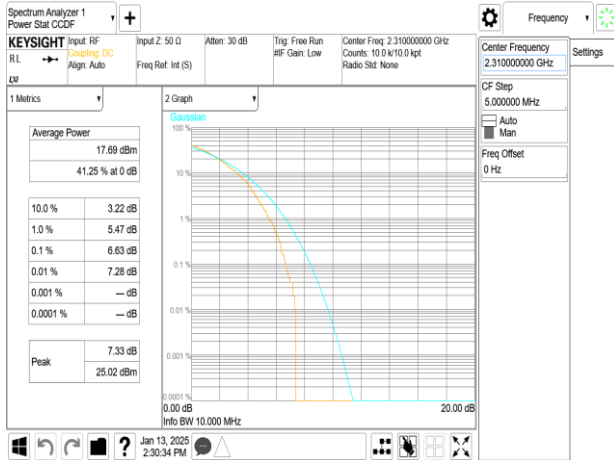 Spectrum Analyzer 1
Power Stat CCDF
+
Frequency
KEYSIGHT
RL
LXI
Input: RF
Coupling: DC
Align: Auto
Input Z: 50 Ω
Freq Ref: Int (S)
Atten: 30 dB
Trig: Free Run
#IF Gain: Low
Center Freq: 2.310000000 GHz
Counts: 10.0 k/10.0 kpt
Radio Std: None
Center Frequency
2.310000000 GHz
Settings
CF Step
5.000000 MHz
Auto
Man
Freq Offset
0 Hz
1 Metrics
Average Power
17.69 dBm
41.25 % at 0 dB
10.0 % 3.22 dB
1.0 % 5.47 dB
0.1 % 6.63 dB
0.01 % 7.28 dB
0.001 % --- dB
0.0001 % --- dB
Peak 7.33 dB
25.02 dBm
2 Graph
Gaussian
100 %
10 %
1 %
0.1 %
0.01 %
0.001 %
0.0001 %
0.00 dB 20.00 dB
Info BW 10.000 MHz
? Jan 13, 2025
2:30:34 PM